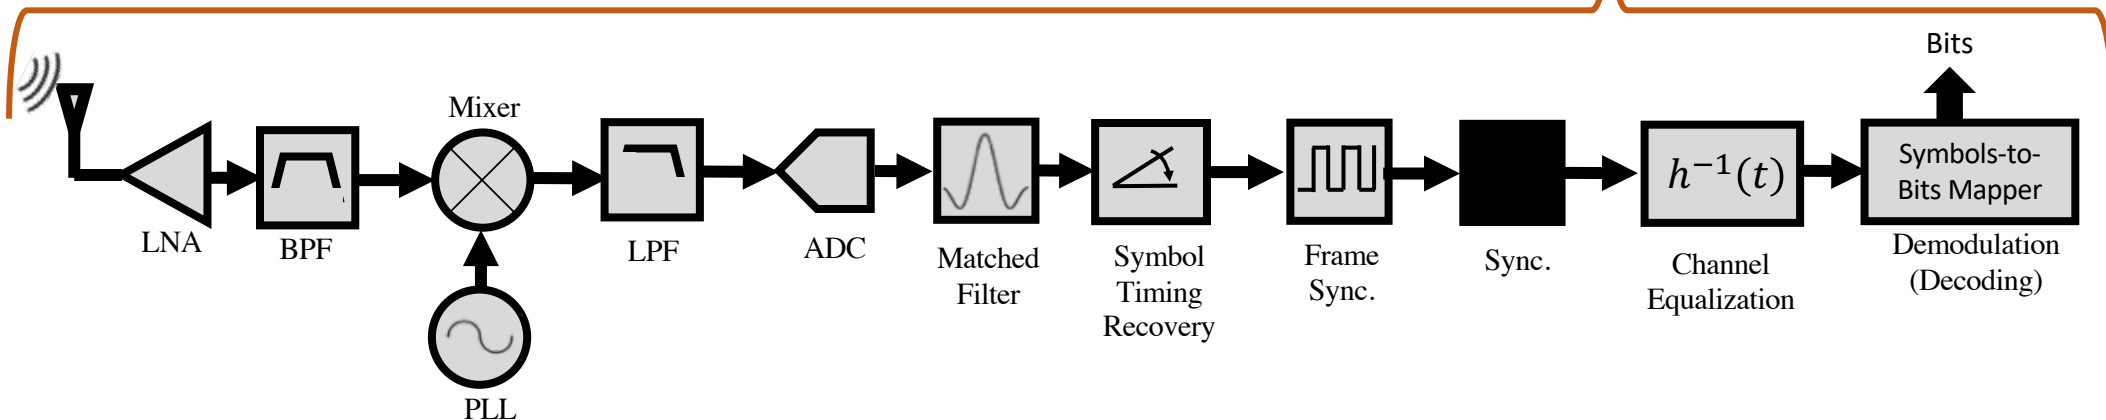 Bits
Mixer
h⁻¹(t)
Symbols-to-
Bits Mapper
LNA
BPF
LPF
ADC
Matched
Filter
Symbol
Timing
Recovery
Frame
Sync.
Sync.
Channel
Equalization
Demodulation
(Decoding)
PLL